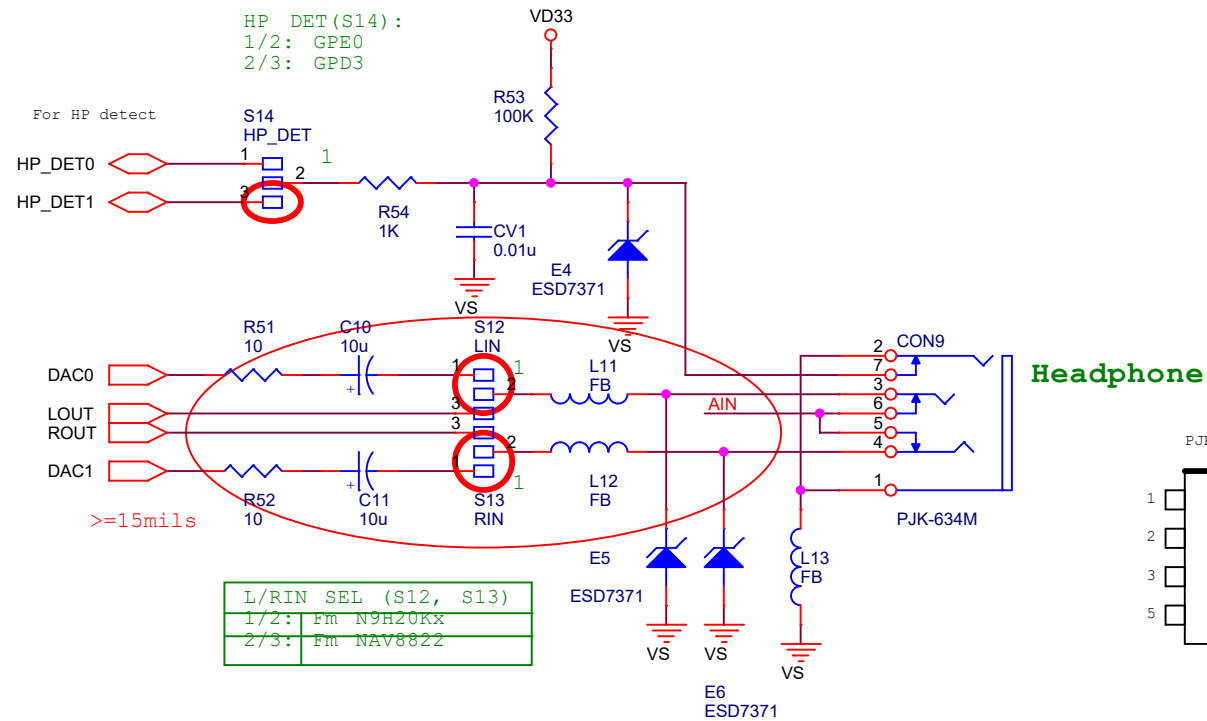 HP DET(S14):
1/2: GPE0
2/3: GPD3
VD33
R53
100K
For HP detect
S14
HP_DET
HP_DET0
1
1
2
HP_DET1
3
R54
1K
CV1
0.01u
VS
E4
ESD7371
VS
R51
10
C10
10u
S12
LIN
DAC0
1
1
2
LOUT
3
ROUT
3
2
DAC1
1
1
R52
10
+
+
C11
10u
S13
RIN
L11
FB
L12
FB
AIN
2
7
3
6
5
4
1
CON9
PJK-634M
Headphone
>=15mils
E5
ESD7371
VS
VS
E6
ESD7371
L13
FB
VS
L/RIN SEL (S12, S13)
1/2: Fm N9H20Kx
2/3: Fm NAV8822
1
2
3
5